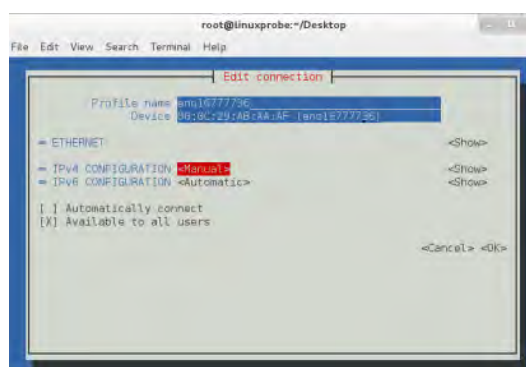 root@linuxprobe:~/Desktop
File Edit View Search Terminal Help
Edit connection
Profile name eno16777736
Device 00:0C:29:AB:AA:AF (eno16777736)
= ETHERNET <Show>
= IPv4 CONFIGURATION <Manual> <Show>
= IPv6 CONFIGURATION <Automatic> <Show>
[ ] Automatically connect
[X] Available to all users
<Cancel> <OK>